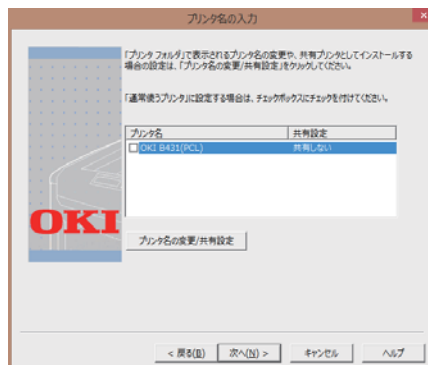 プリンタ名の入力
「プリンタ フォルダ」で表示されるプリンタ名の変更や、共有プリンタとしてインストールする
場合の設定は、「プリンタ名の変更/共有設定」をクリックしてください。
「通常使うプリンタ」に設定する場合は、チェックボックスにチェックを付けてください。
プリンタ名 共有設定
OKI B431(PCL) 共有しない
OKI
プリンタ名の変更/共有設定
< 戻る(B) 次へ(N) > キャンセル ヘルプ